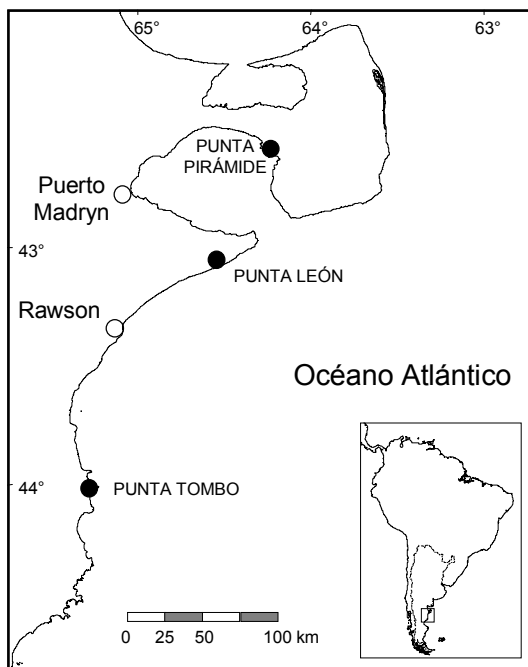 65° 64° 63°
PUNTA
PIRÁMIDE
Puerto
Madryn
43°
PUNTA LEÓN
Rawson
Océano Atlántico
44°
PUNTA TOMBO
0 25 50 100 km